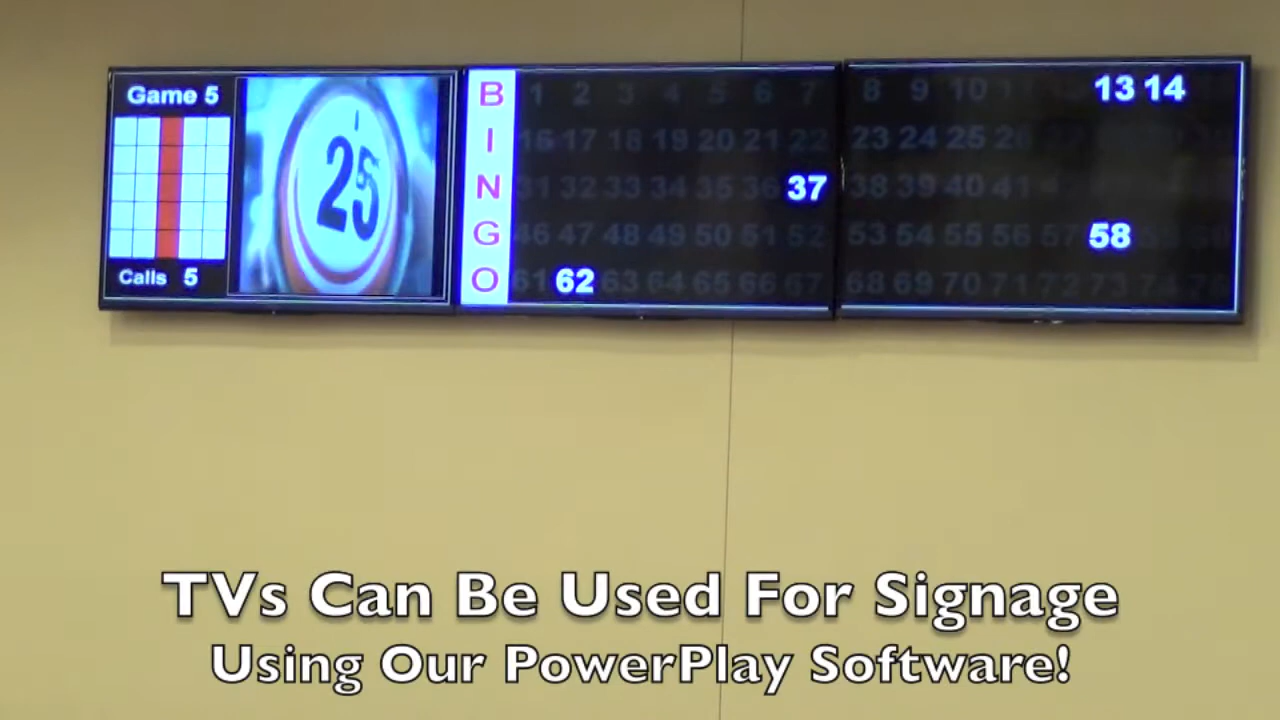 Game 5
Calls 5
25
B 1 2 3 4 5 6 7 8 9 10 13 14
I 16 17 18 19 20 21 22 23 24 25
N 31 32 33 34 35 36 37 38 39 40 41
G 46 47 48 49 50 51 52 53 54 55 56 57 58
O 61 62 63 64 65 66 67 68 69 70 71 72 73 74
TVs Can Be Used For Signage
Using Our PowerPlay Software!